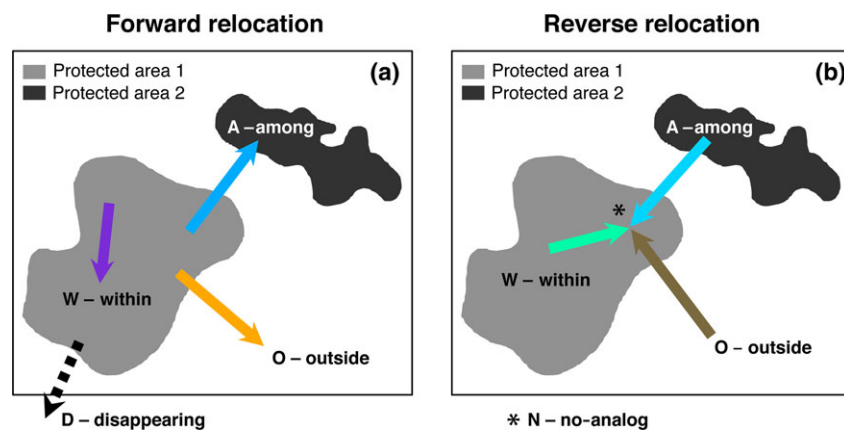 Forward relocation
Protected area 1
Protected area 2
(a)
A –among
W – within
O – outside
D – disappearing
Reverse relocation
Protected area 1
Protected area 2
(b)
A –among
*
W – within
O – outside
* N – no-analog